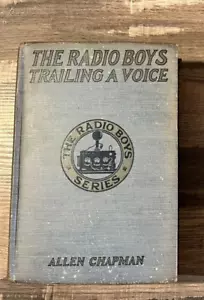 THE RADIO BOYS
TRAILING A VOICE
THE RADIO BOYS
SERIES
ALLEN CHAPMAN